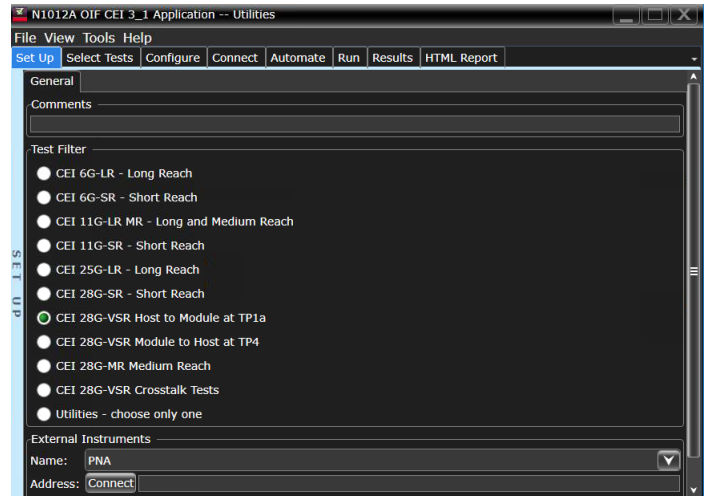 N1012A OIF CEI 3_1 Application -- Utilities
File View Tools Help
Set Up Select Tests Configure Connect Automate Run Results HTML Report
General
Comments
Test Filter
CEI 6G-LR - Long Reach
CEI 6G-SR - Short Reach
CEI 11G-LR MR - Long and Medium Reach
CEI 11G-SR - Short Reach
CEI 25G-LR - Long Reach
CEI 28G-SR - Short Reach
SET UP
CEI 28G-VSR Host to Module at TP1a
CEI 28G-VSR Module to Host at TP4
CEI 28G-MR Medium Reach
CEI 28G-VSR Crosstalk Tests
Utilities - choose only one
External Instruments
Name: PNA
Address: Connect